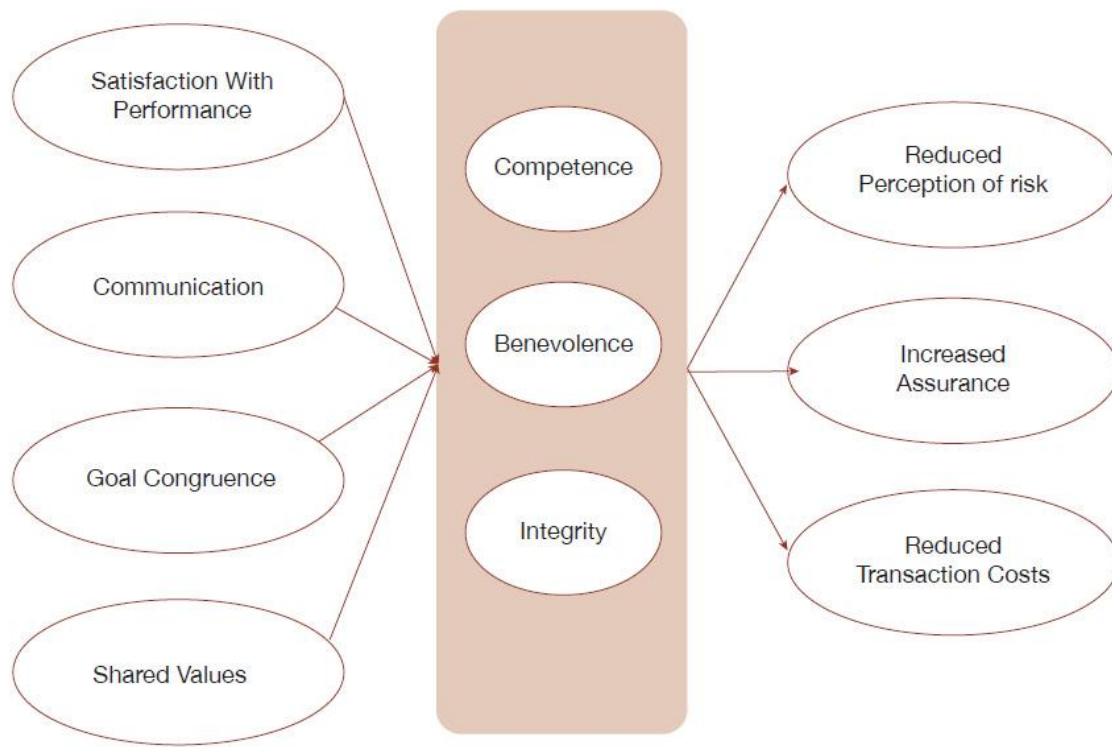 Satisfaction With
Performance
Communication
Goal Congruence
Shared Values
Competence
Benevolence
Integrity
Reduced
Perception of risk
Increased
Assurance
Reduced
Transaction Costs